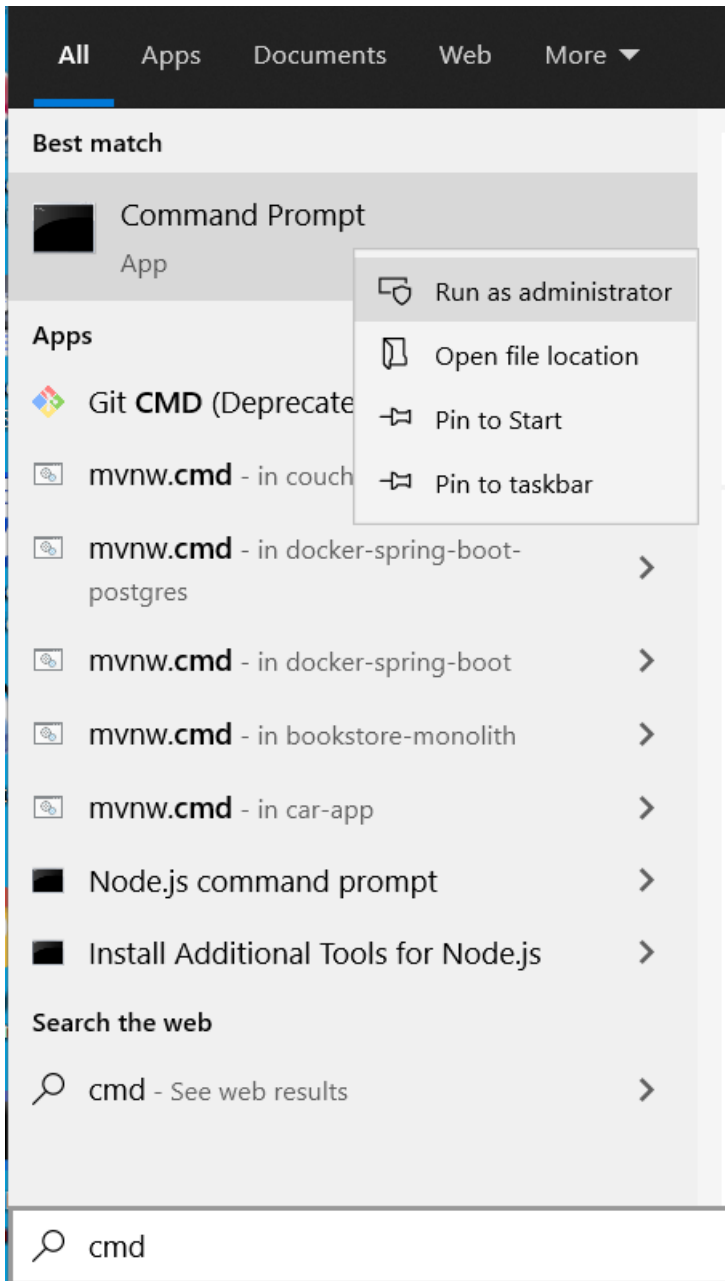 All Apps Documents Web More
Best match
Command Prompt
App
Run as administrator
Apps
Open file location
Git CMD (Deprecate
Pin to Start
mvnw.cmd - in couch
Pin to taskbar
mvnw.cmd - in docker-spring-boot-
postgres
mvnw.cmd - in docker-spring-boot
mvnw.cmd - in bookstore-monolith
mvnw.cmd - in car-app
Node.js command prompt
Install Additional Tools for Node.js
Search the web
cmd - See web results
cmd